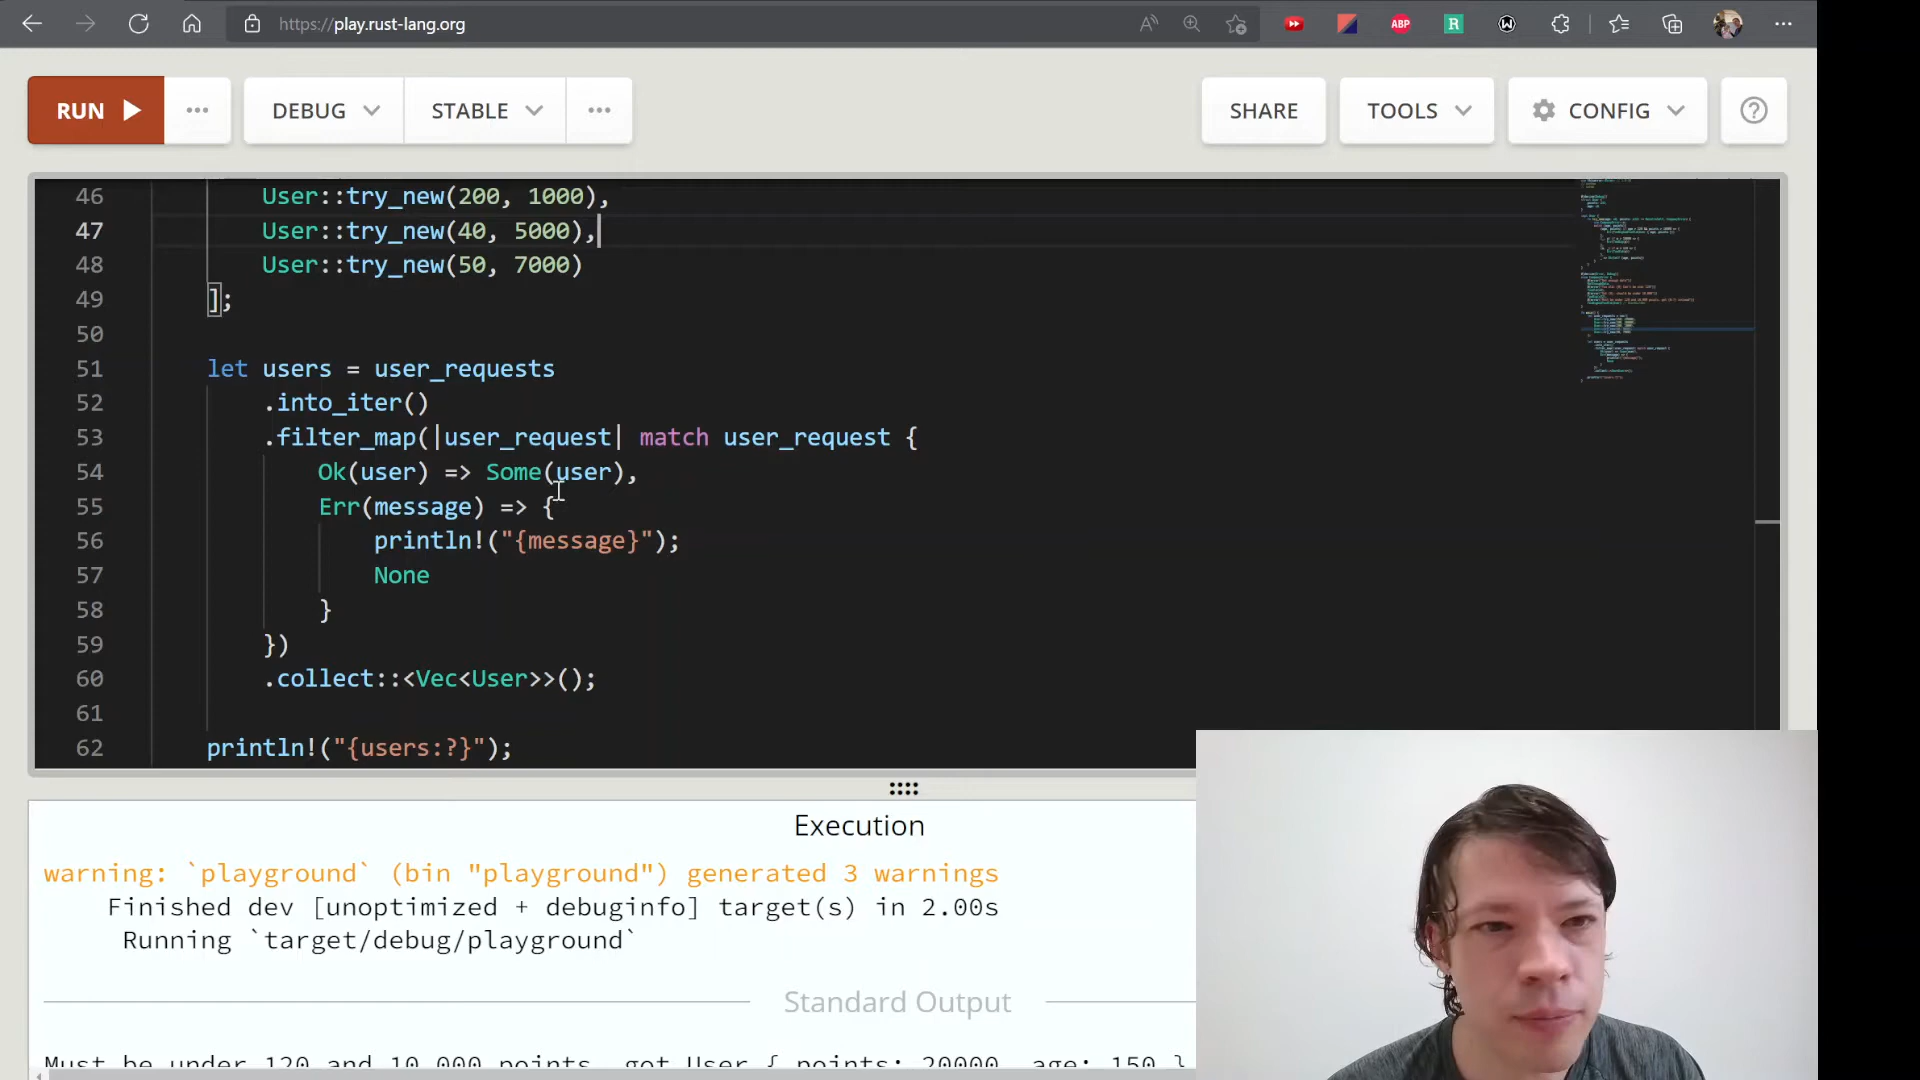 https://play.rust-lang.org
ABP
R
RUN
DEBUG
STABLE
SHARE
TOOLS
CONFIG
46 User::try_new(200, 1000),
47 User::try_new(40, 5000),
48 User::try_new(50, 7000)
49 ];
50
51 let users = user_requests
52 .into_iter()
53 .filter_map(|user_request| match user_request {
54 Ok(user) => Some(user),
55 Err(message) => {
56 println!("{message}");
57 None
58 }
59 })
60 .collect::<Vec<User>>();
61
62 println!("{users:?}");
Execution
warning: `playground` (bin "playground") generated 3 warnings
Finished dev [unoptimized + debuginfo] target(s) in 2.00s
Running `target/debug/playground`
Standard Output
Must be under 120 and 10,000 points, got User { points: 20000, age: 150 }